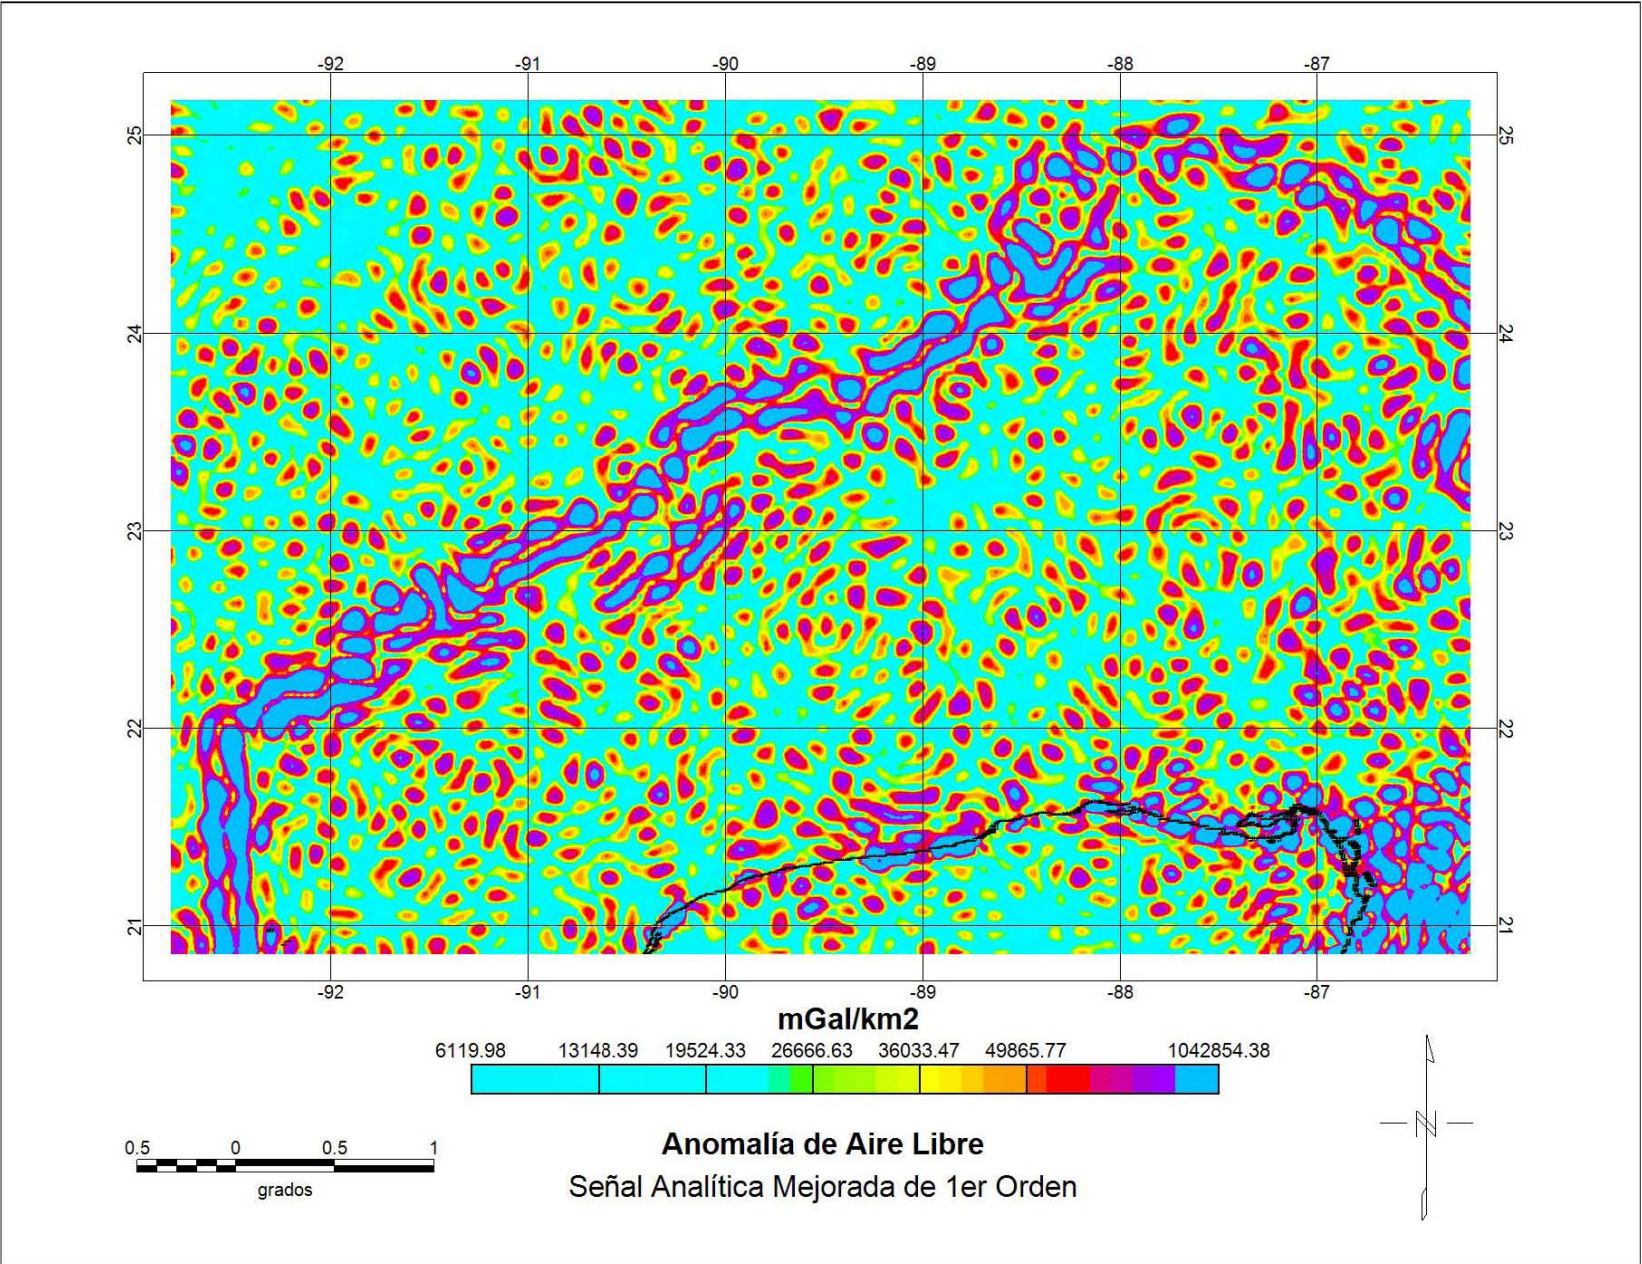 -92 -91 -90 -89 -88 -87
25 25
24 24
23 23
22 22
21 21
-92 -91 -90 -89 -88 -87
mGal/km2
6119.98 13148.39 19524.33 26666.63 36033.47 49865.77 1042854.38
0.5 0 0.5 1
grados
Anomalía de Aire Libre
Señal Analítica Mejorada de 1er Orden
N